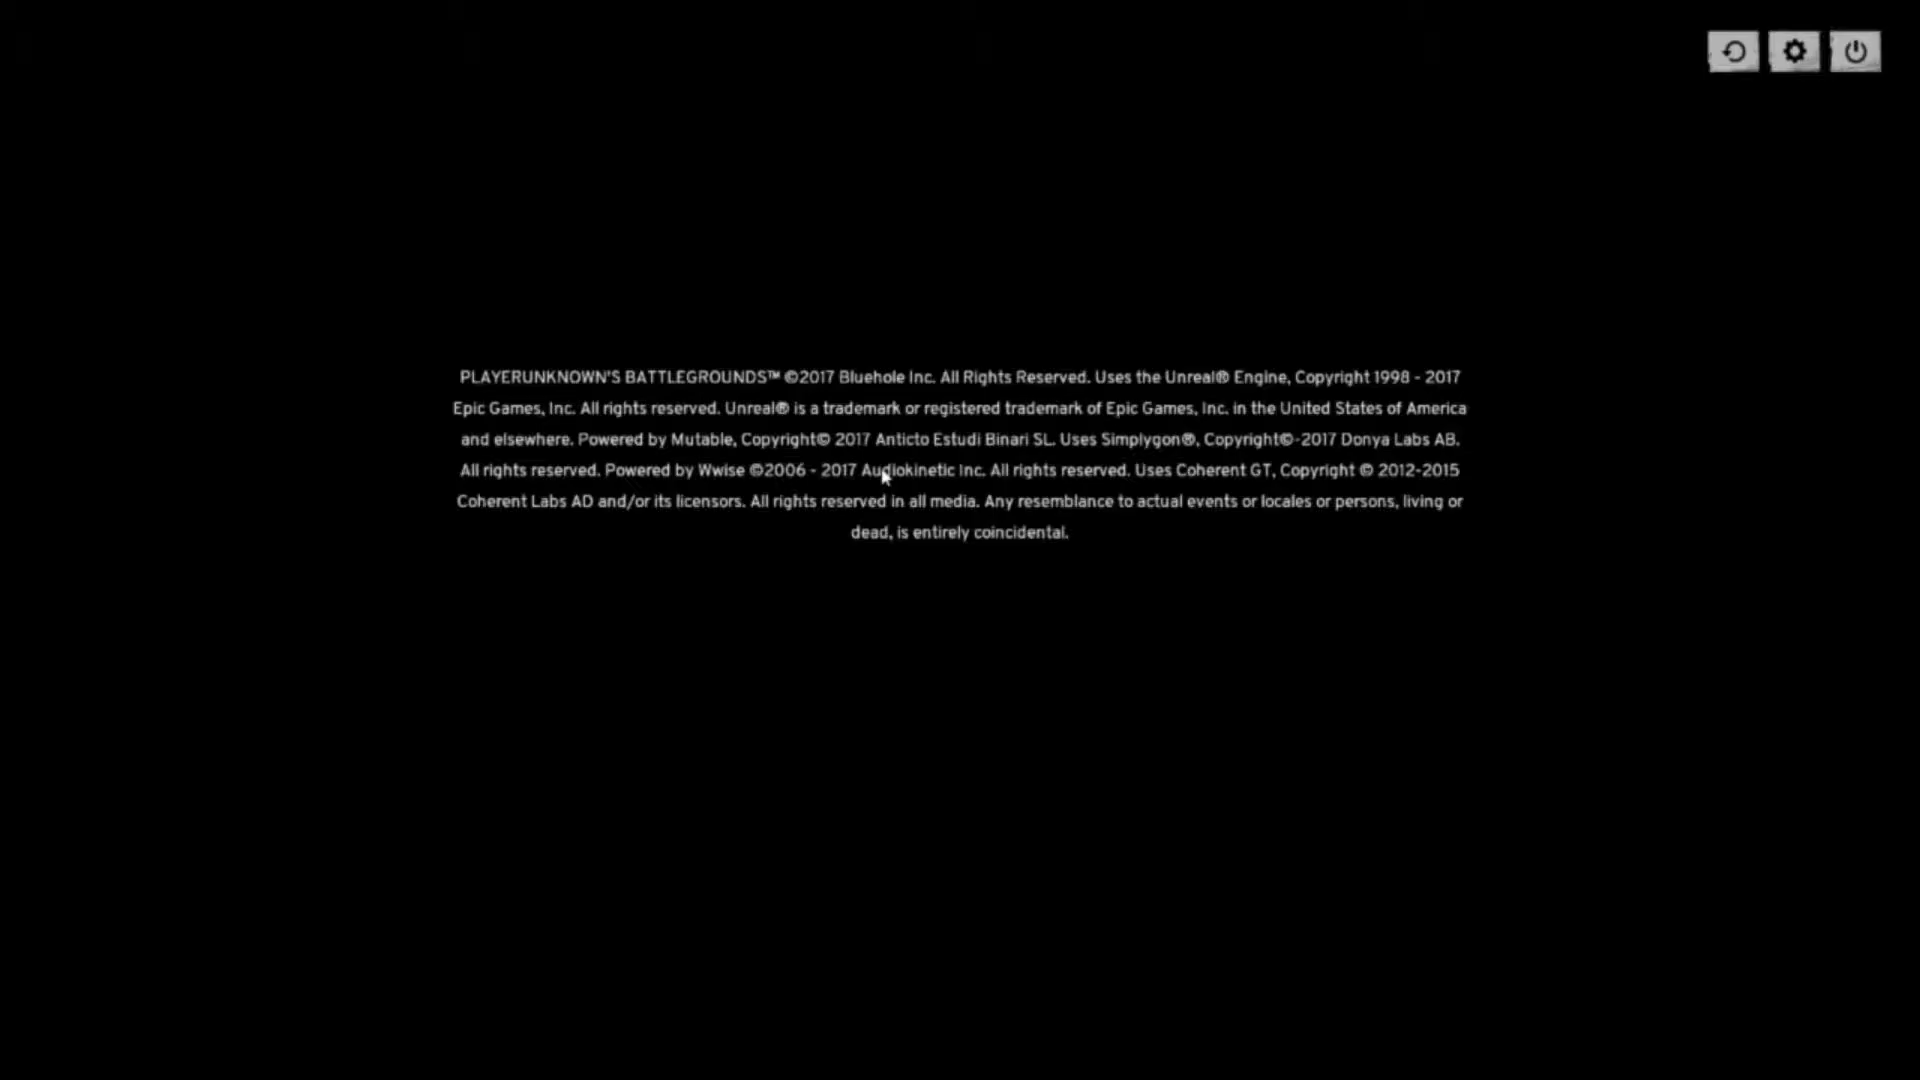 PLAYERUNKNOWN'S BATTLEGROUNDS™ ©2017 Bluehole Inc. All Rights Reserved. Uses the Unreal® Engine, Copyright 1998 - 2017
Epic Games, Inc. All rights reserved. Unreal® is a trademark or registered trademark of Epic Games, Inc. in the United States of America
and elsewhere. Powered by Mutable, Copyright© 2017 Anticto Estudi Binari SL. Uses Simplygon®, Copyright©-2017 Donya Labs AB.
All rights reserved. Powered by Wwise ©2006 - 2017 Audiokinetic Inc. All rights reserved. Uses Coherent GT, Copyright © 2012-2015
Coherent Labs AD and/or its licensors. All rights reserved in all media. Any resemblance to actual events or locales or persons, living or
dead, is entirely coincidental.